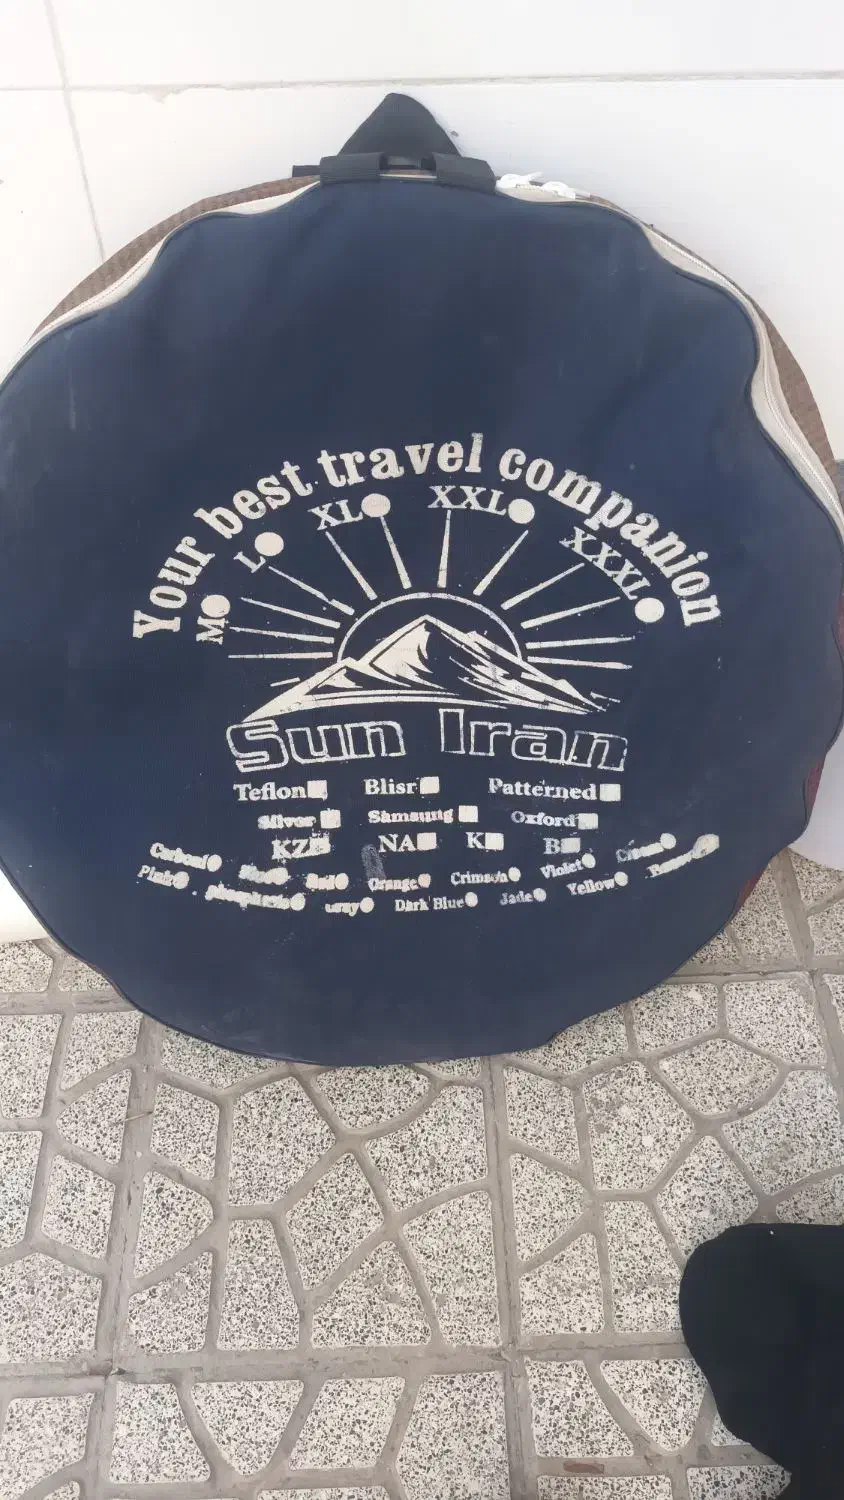 Your best travel companion
M L XL XXL XXXL
Sun Iran
Teflon Blisr Patterned
Silver Samsung Oxford
KZ NA K B
Red Orange Crimson Violet Cream
Pink phosphoric Gray Dark Blue Jade Yellow